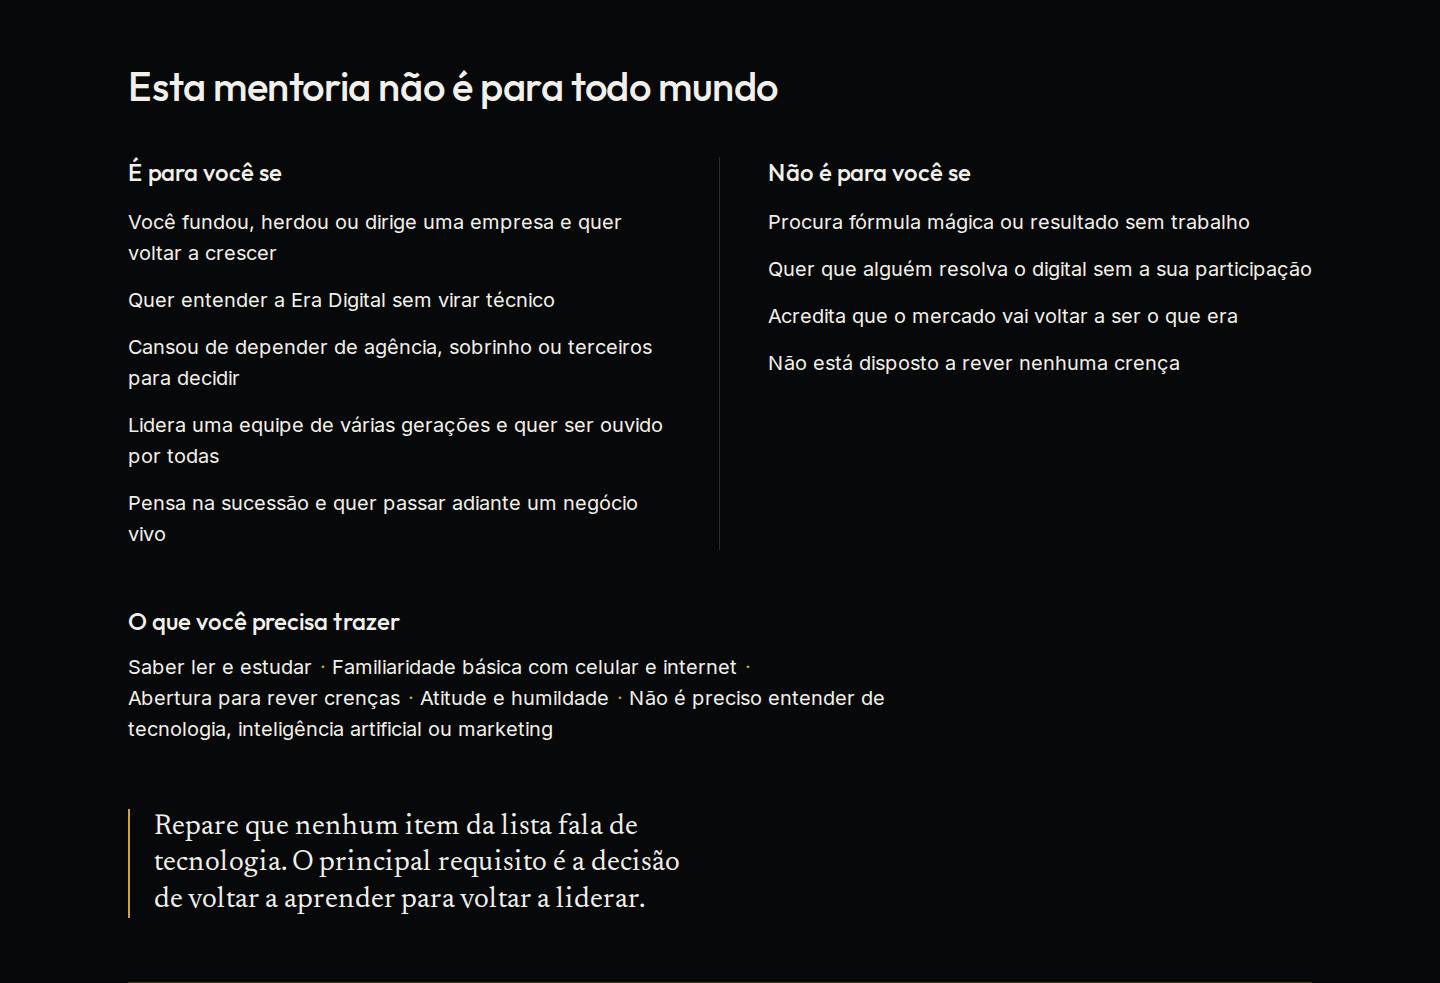 Esta mentoria não é para todo mundo
É para você se
Você fundou, herdou ou dirige uma empresa e quer
voltar a crescer
Quer entender a Era Digital sem virar técnico
Cansou de depender de agência, sobrinho ou terceiros
para decidir
Lidera uma equipe de várias gerações e quer ser ouvido
por todas
Pensa na sucessão e quer passar adiante um negócio
vivo
Não é para você se
Procura fórmula mágica ou resultado sem trabalho
Quer que alguém resolva o digital sem a sua participação
Acredita que o mercado vai voltar a ser o que era
Não está disposto a rever nenhuma crença
O que você precisa trazer
Saber ler e estudar · Familiaridade básica com celular e internet ·
Abertura para rever crenças · Atitude e humildade · Não é preciso entender de
tecnologia, inteligência artificial ou marketing
Repare que nenhum item da lista fala de
tecnologia. O principal requisito é a decisão
de voltar a aprender para voltar a liderar.